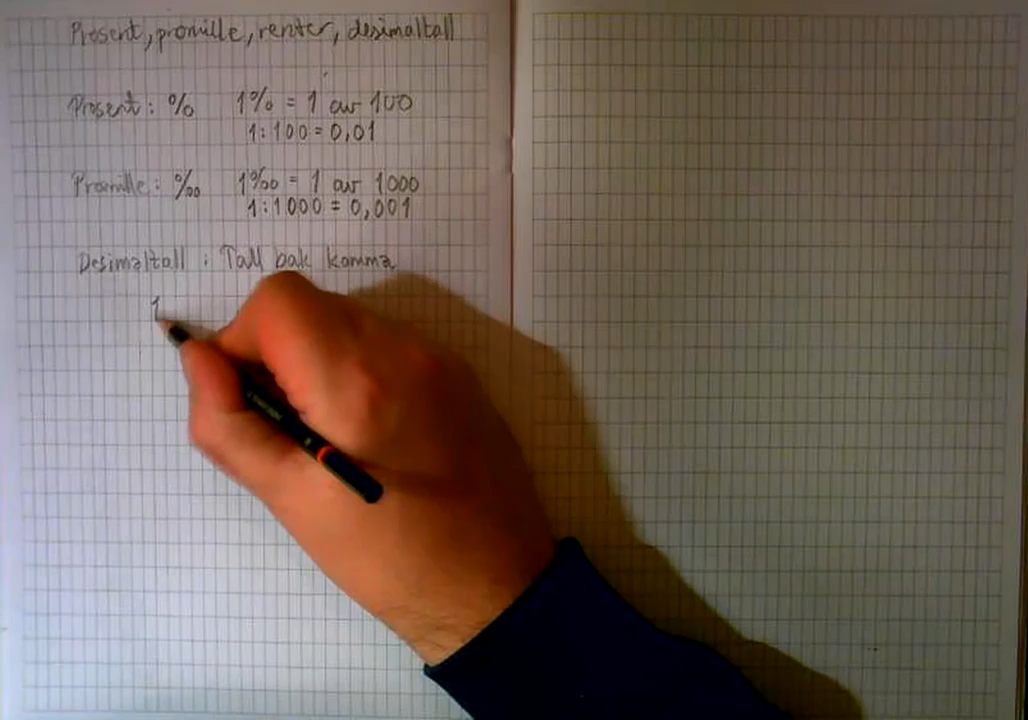 Prosent, promille, renter, desimaltall
Prosent: % 1% = 1 av 100
1:100 = 0,01
Promille: ‰ 1‰ = 1 av 1000
1:1000 = 0,001
Desimaltall: Tall bak komma
1